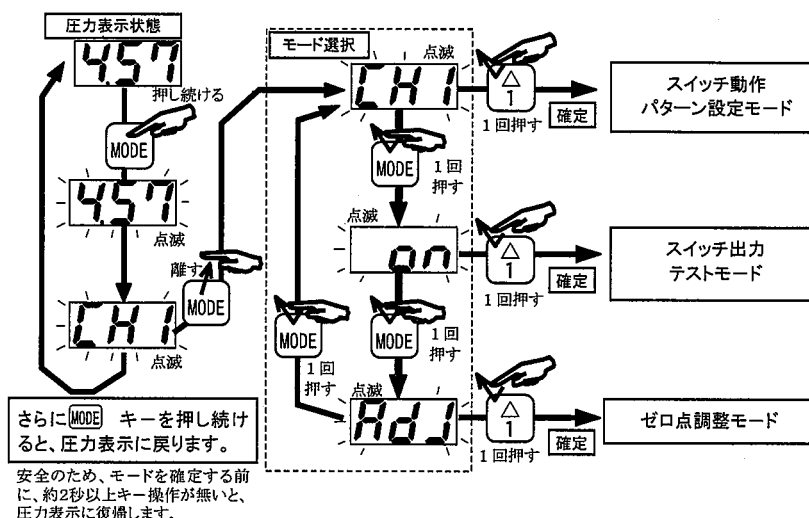 圧力表示状態
4.57
押し続ける
MODE
4.57
点滅
離す
MODE
CH1
点滅
さらにMODE キーを押し続け
ると、圧力表示に戻ります。
安全のため、モードを確定する前
に、約2秒以上キー操作が無いと、
圧力表示に復帰します。
モード選択
点滅
CH1
MODE
1回
押す
点滅
on
MODE
1回
押す
MODE
1回
押す
点滅
AdJ
△
1
1回押す
確定
スイッチ動作
パターン設定モード
△
1
1回押す
確定
スイッチ出力
テストモード
△
1
1回押す
確定
ゼロ点調整モード